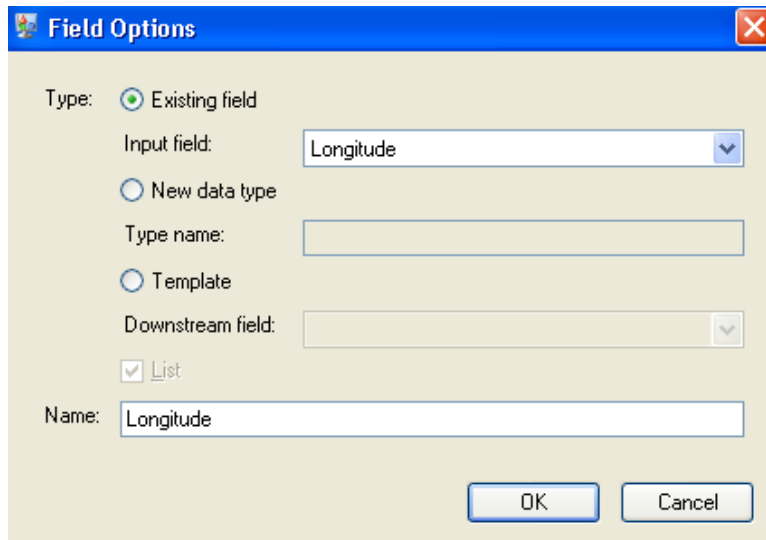 Field Options
Type: Existing field
Input field: Longitude
New data type
Type name:
Template
Downstream field:
List
Name: Longitude
OK Cancel